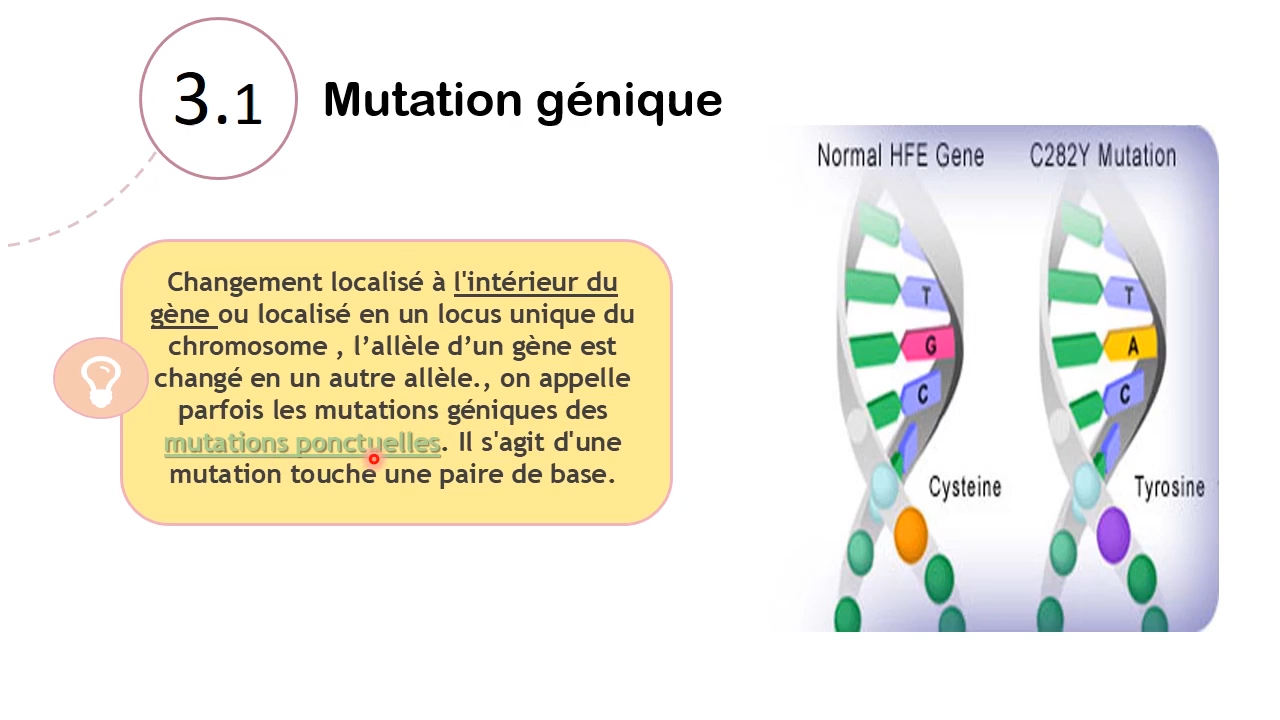 3.1
Mutation génique
Changement localisé à l'intérieur du
gène ou localisé en un locus unique du
chromosome , l’allèle d’un gène est
changé en un autre allèle., on appelle
parfois les mutations géniques des
mutations ponctuelles. Il s'agit d'une
mutation touche une paire de base.
Normal HFE Gene
T
G
C
Cysteine
C282Y Mutation
T
A
C
Tyrosine